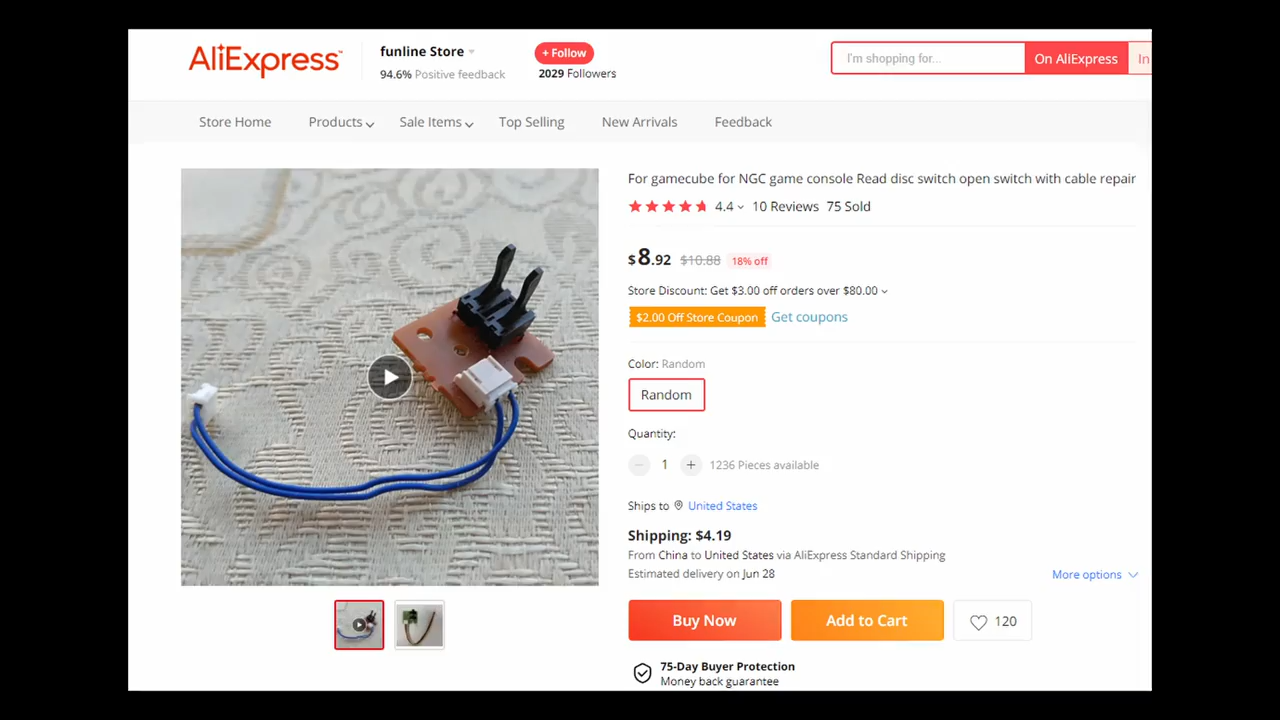 AliExpress™
funline Store
94.6% Positive feedback
+ Follow
2029 Followers
I'm shopping for...
On AliExpress
In
Store Home
Products
Sale Items
Top Selling
New Arrivals
Feedback
For gamecube for NGC game console Read disc switch open switch with cable repair
4.4 10 Reviews 75 Sold
$8.92 $10.88 18% off
Store Discount: Get $3.00 off orders over $80.00
$2.00 Off Store Coupon Get coupons
Color: Random
Random
Quantity:
1 1236 Pieces available
Ships to United States
Shipping: $4.19
From China to United States via AliExpress Standard Shipping
Estimated delivery on Jun 28
More options
Buy Now
Add to Cart
120
75-Day Buyer Protection
Money back guarantee